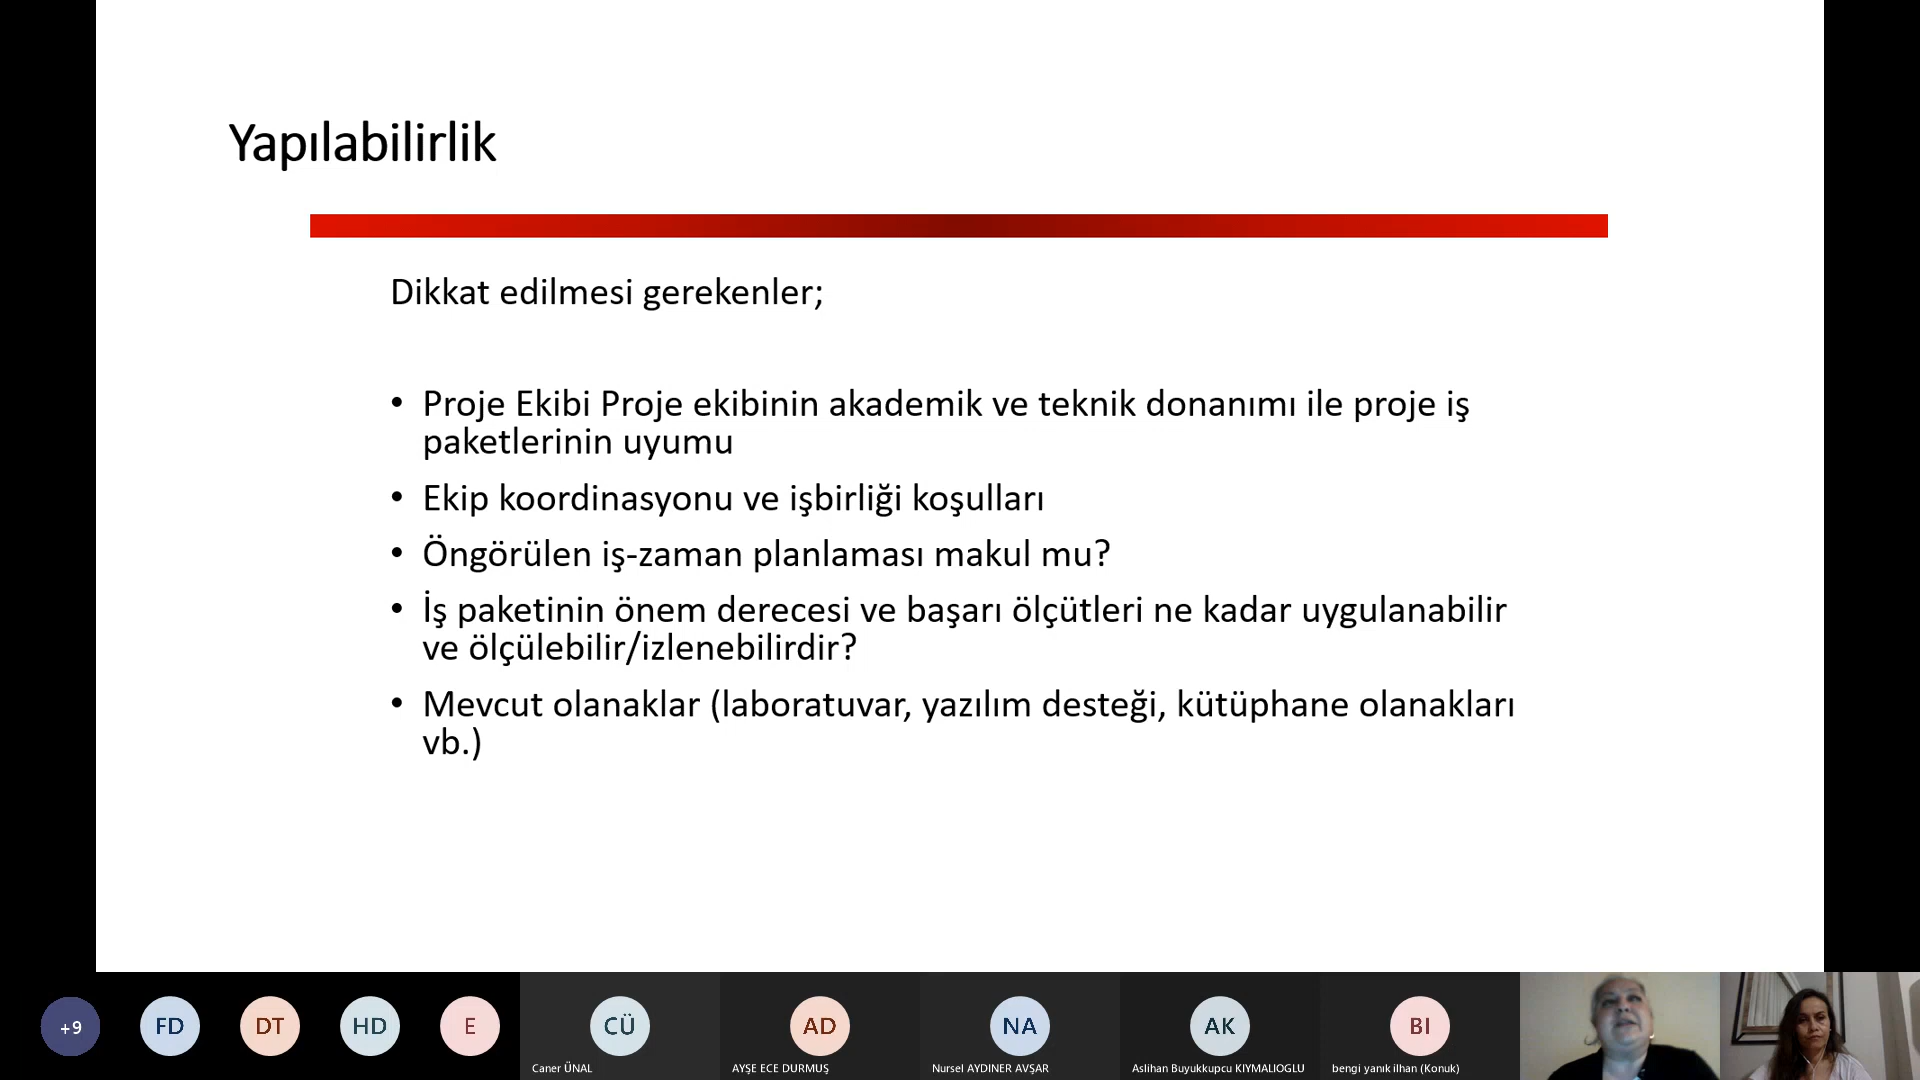 Yapılabilirlik
Dikkat edilmesi gerekenler;
• Proje Ekibi Proje ekibinin akademik ve teknik donanımı ile proje iş
paketlerinin uyumu
• Ekip koordinasyonu ve işbirliği koşulları
• Öngörülen iş-zaman planlaması makul mu?
• İş paketinin önem derecesi ve başarı ölçütleri ne kadar uygulanabilir
ve ölçülebilir/izlenebilirdir?
• Mevcut olanaklar (laboratuvar, yazılım desteği, kütüphane olanakları
vb.)
+9 FD DT HD E CÜ AD NA AK BI
Caner ÜNAL AYŞE ECE DURMUŞ Nursel AYDINER AVŞAR Aslihan Buyukkupcu KIYMALIOGLU bengi yanık ilhan (Konuk)